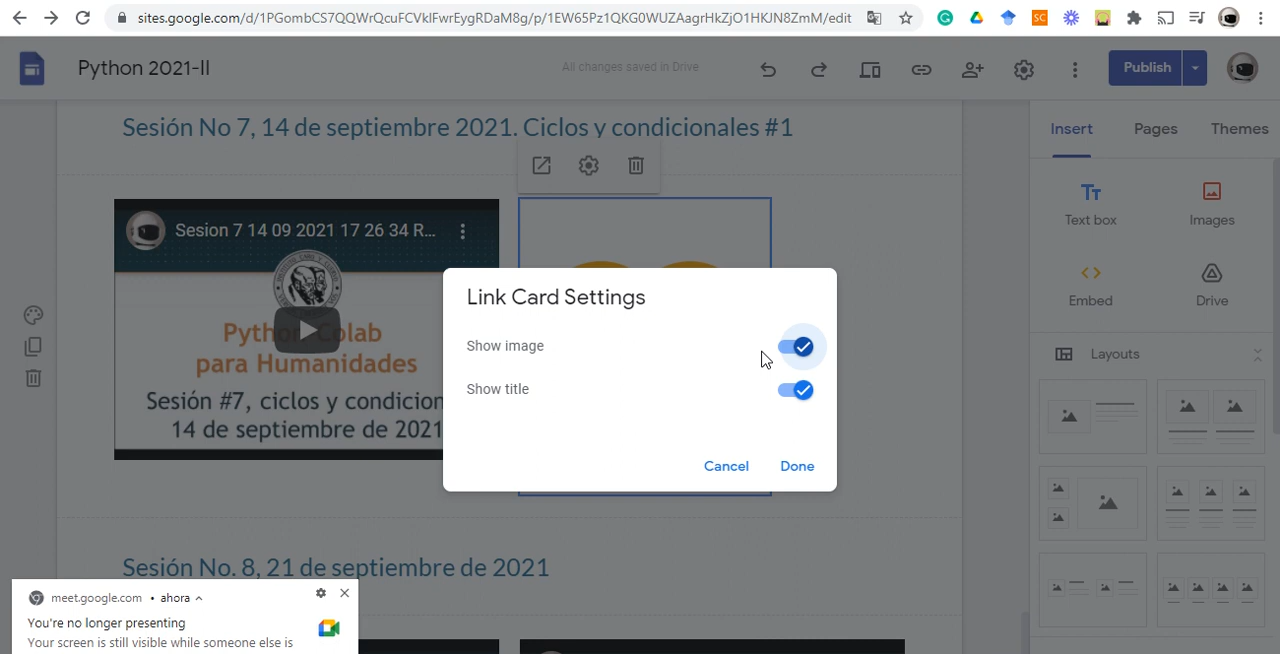 sites.google.com/d/1PGombCS7QQWrQcuFCVklFwrEygRDaM8g/p/1EW65Pz1QKG0WUZAagrHkZjO1HKJN8ZmM/edit
SC
Python 2021-II
All changes saved in Drive
Publish
Sesión No 7, 14 de septiembre 2021. Ciclos y condicionales #1
Insert
Pages
Themes
Tт
Text box
Images
Embed
Drive
Layouts
Sesion 7 14 09 2021 17 26 34 R...
Python Colab
para Humanidades
Sesión #7, ciclos y condicion
14 de septiembre de 2021
Link Card Settings
Show image
Show title
Cancel
Done
Sesión No. 8, 21 de septiembre de 2021
meet.google.com • ahora
You're no longer presenting
Your screen is still visible while someone else is